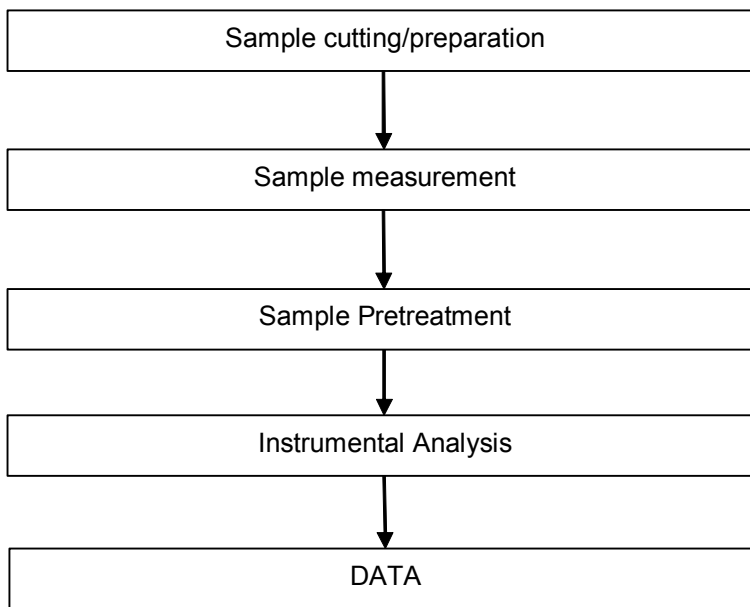 Sample cutting/preparation
Sample measurement
Sample Pretreatment
Instrumental Analysis
DATA